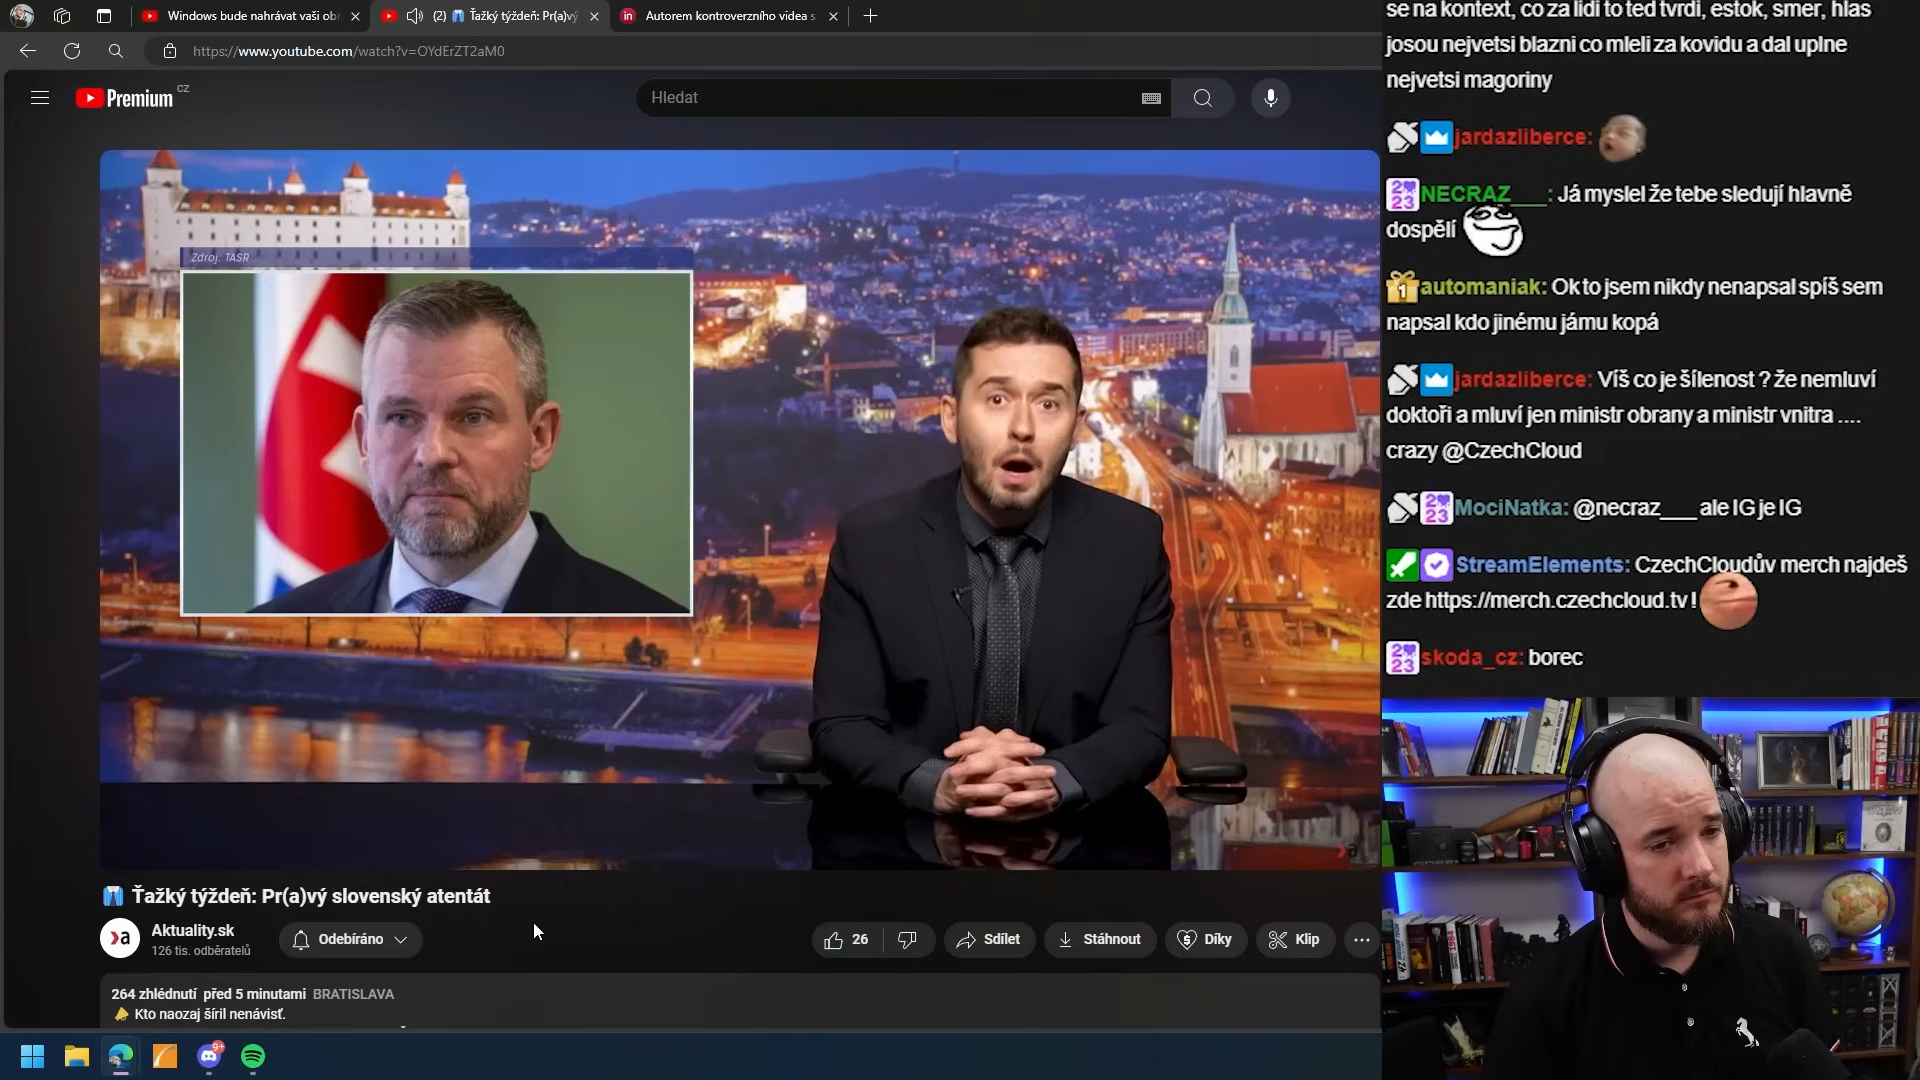 Windows bude nahrávat vaši obr
(2) Ťažký týždeň: Pr(a)vý
Autorem kontroverzního videa s
https://www.youtube.com/watch?v=OYdErZT2aM0
Premium CZ
Hledat
Zdroj: TASR
Ťažký týždeň: Pr(a)vý slovenský atentát
Aktuality.sk
126 tis. odběratelů
Odebíráno
26
Sdílet
Stáhnout
Díky
Klip
264 zhlédnutí před 5 minutami BRATISLAVA
Kto naozaj šíril nenávisť.
9+
se na kontext, co za lidi to ted tvrdi, estok, smer, hlas
josou nejvetsi blazni co mleli za kovidu a dal uplne
nejvetsi magoriny
jardazliberce:
NECRAZ___: Já myslel že tebe sledují hlavně
dospělí
automaniak: Ok to jsem nikdy nenapsal spíš sem
napsal kdo jinému jámu kopá
jardazliberce: Víš co je šílenost ? že nemluví
doktoři a mluví jen ministr obrany a ministr vnitra ....
crazy @CzechCloud
MociNatka: @necraz___ ale IG je IG
StreamElements: CzechCloudův merch najdeš
zde https://merch.czechcloud.tv !
skoda_cz: borec